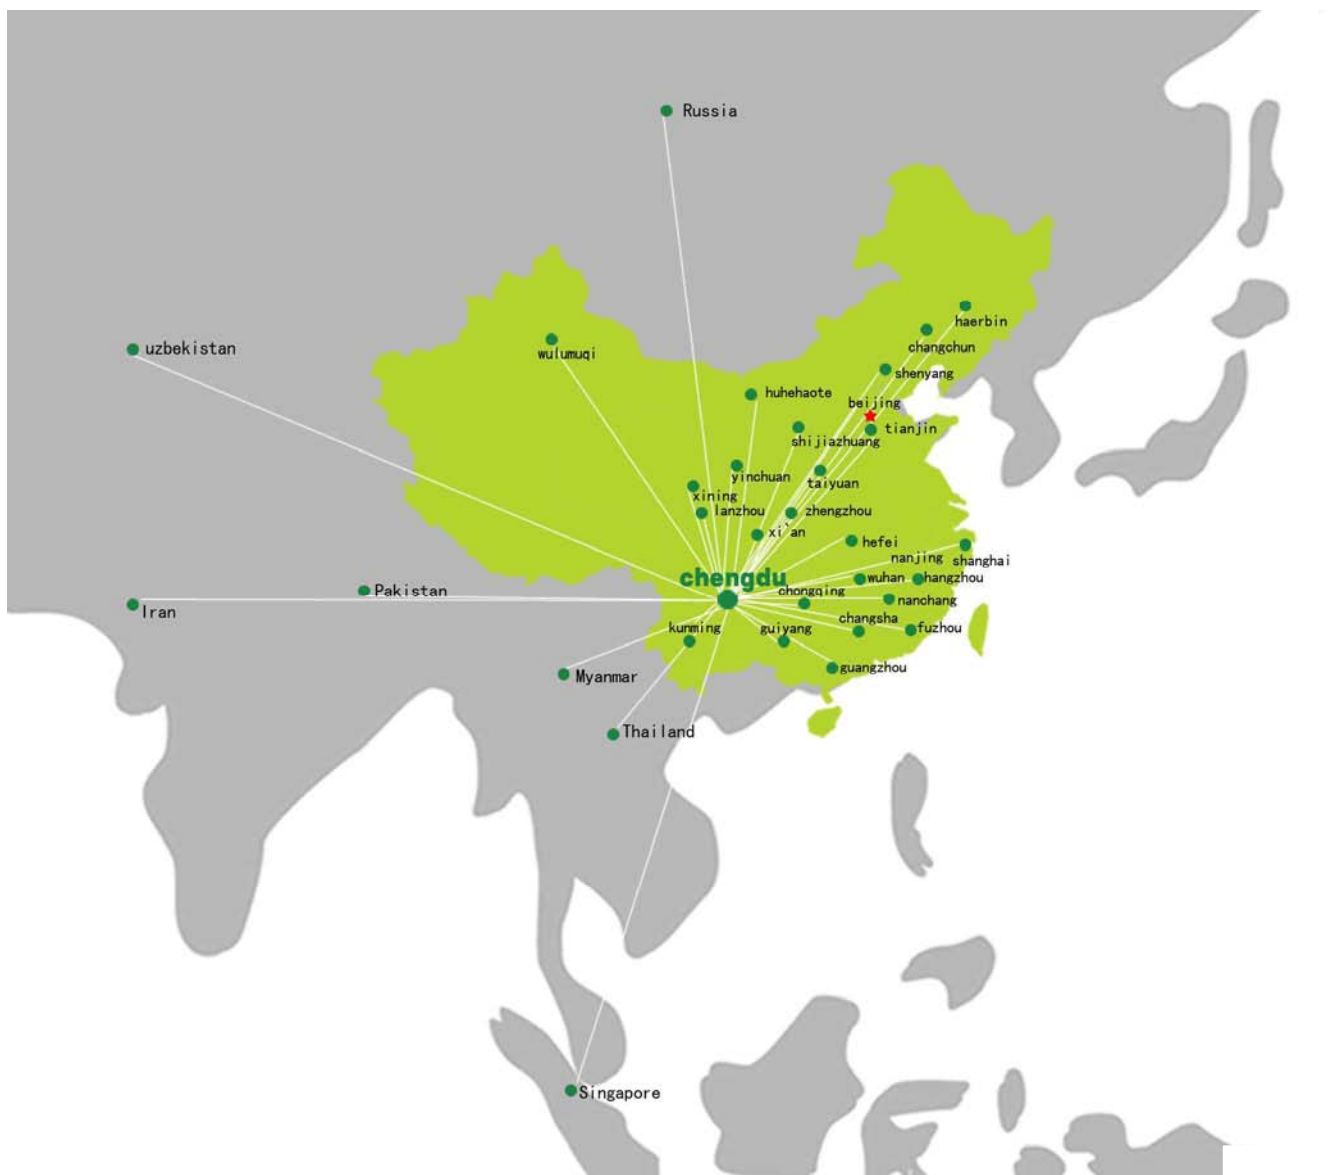 Russia
haerbin
changchun
uzbekistan
wulumuqi
shenyang
huhehaote
beijing
tianjin
shijiazhuang
yinchuan
taiyuan
xining
lanzhou
zhengzhou
xi`an
hefei
nanjing
shanghai
chengdu
wuhan
hangzhou
Pakistan
chongqing
nanchang
Iran
changsha
kunming
guiyang
fuzhou
guangzhou
Myanmar
Thailand
Singapore